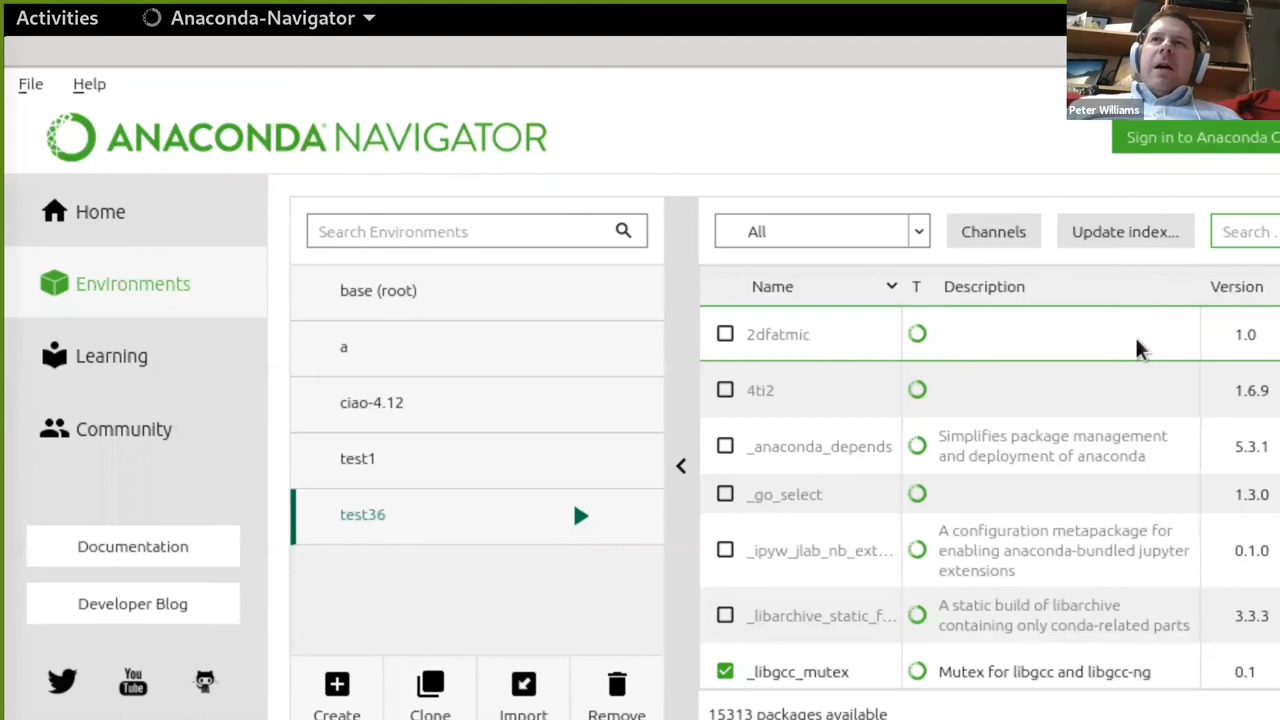 Activities
Anaconda-Navigator
Peter Williams
File
Help
ANACONDA NAVIGATOR
Sign in to Anaconda C
Home
Environments
Learning
Community
Documentation
Developer Blog
You
Tube
Search Environments
base (root)
a
ciao-4.12
test1
test36
Create
Clone
Import
Remove
All
Channels
Update index...
Search .
Name
T
Description
Version
2dfatmic
1.0
4ti2
1.6.9
_anaconda_depends
Simplifies package management
and deployment of anaconda
5.3.1
_go_select
1.3.0
_ipyw_jlab_nb_ext...
A configuration metapackage for
enabling anaconda-bundled jupyter
extensions
0.1.0
_libarchive_static_f...
A static build of libarchive
containing only conda-related parts
3.3.3
_libgcc_mutex
Mutex for libgcc and libgcc-ng
0.1
15313 packages available